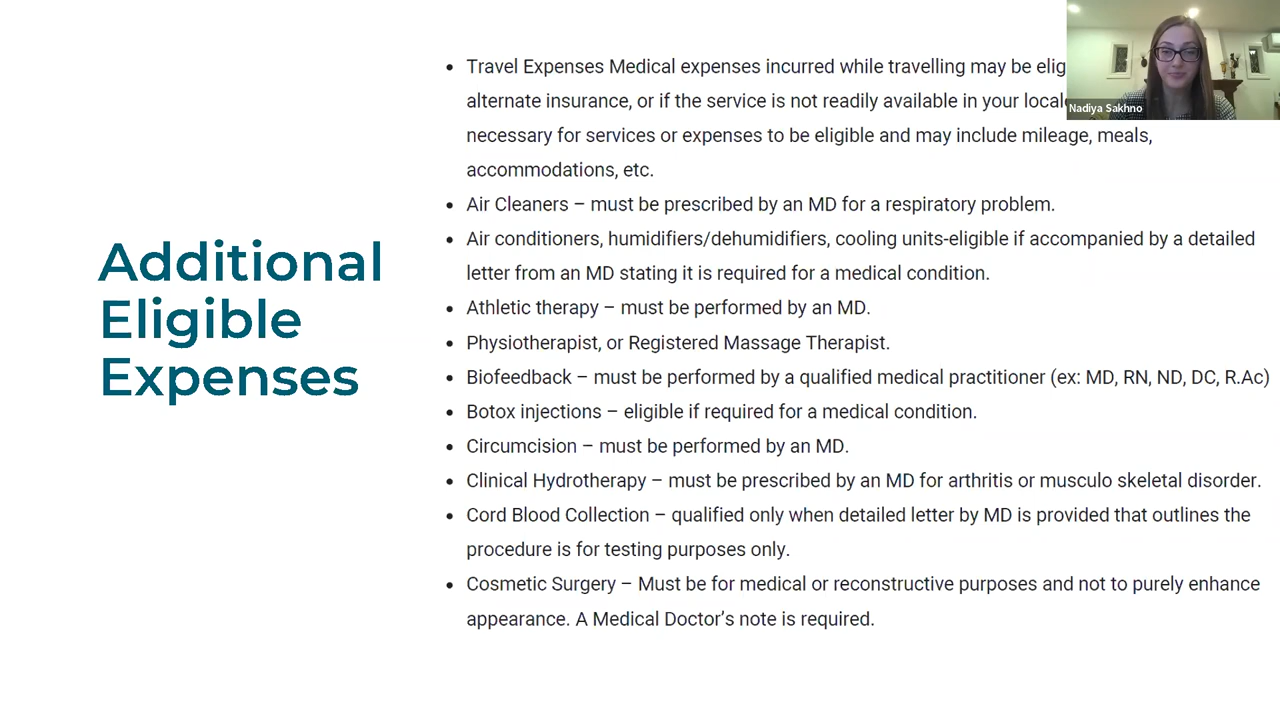 Additional
Eligible
Expenses
Travel Expenses Medical expenses incurred while travelling may be
alternate insurance, or if the service is not readily available in your
necessary for services or expenses to be eligible and may include mileage, meals,
accommodations, etc.
Air Cleaners – must be prescribed by an MD for a respiratory problem.
Air conditioners, humidifiers/dehumidifiers, cooling units-eligible if accompanied by a detailed
letter from an MD stating it is required for a medical condition.
Athletic therapy – must be performed by an MD.
Physiotherapist, or Registered Massage Therapist.
Biofeedback – must be performed by a qualified medical practitioner (ex: MD, RN, ND, DC, R.Ac)
Botox injections – eligible if required for a medical condition.
Circumcision – must be performed by an MD.
Clinical Hydrotherapy – must be prescribed by an MD for arthritis or musculo skeletal disorder.
Cord Blood Collection – qualified only when detailed letter by MD is provided that outlines the
procedure is for testing purposes only.
Cosmetic Surgery – Must be for medical or reconstructive purposes and not to purely enhance
appearance. A Medical Doctor’s note is required.
Nadiya Sakhno